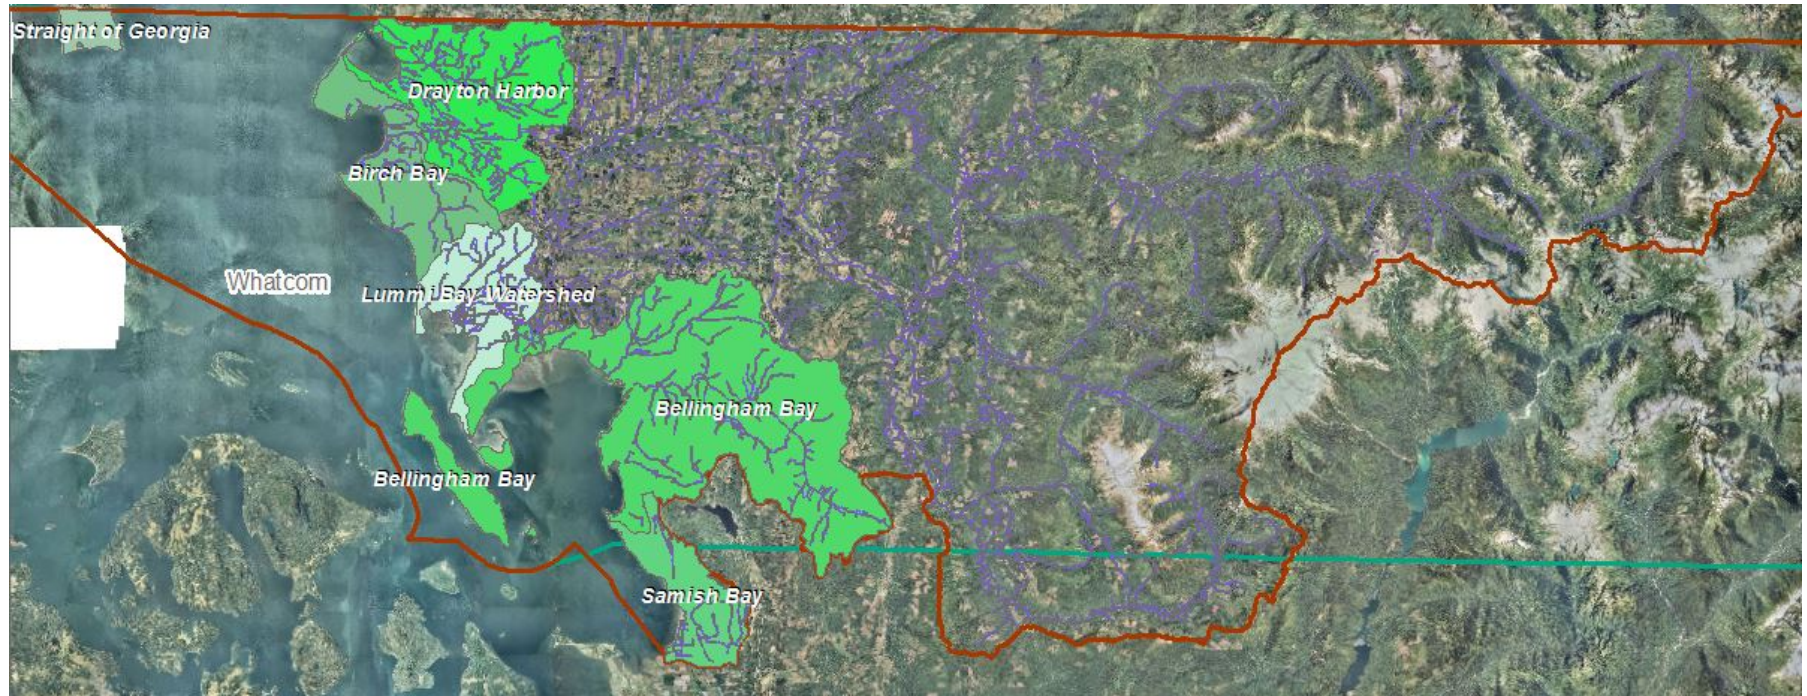 Straight of Georgia
Drayton Harbor
Birch Bay
Whatcom
Lummi Bay Watershed
Bellingham Bay
Bellingham Bay
Samish Bay